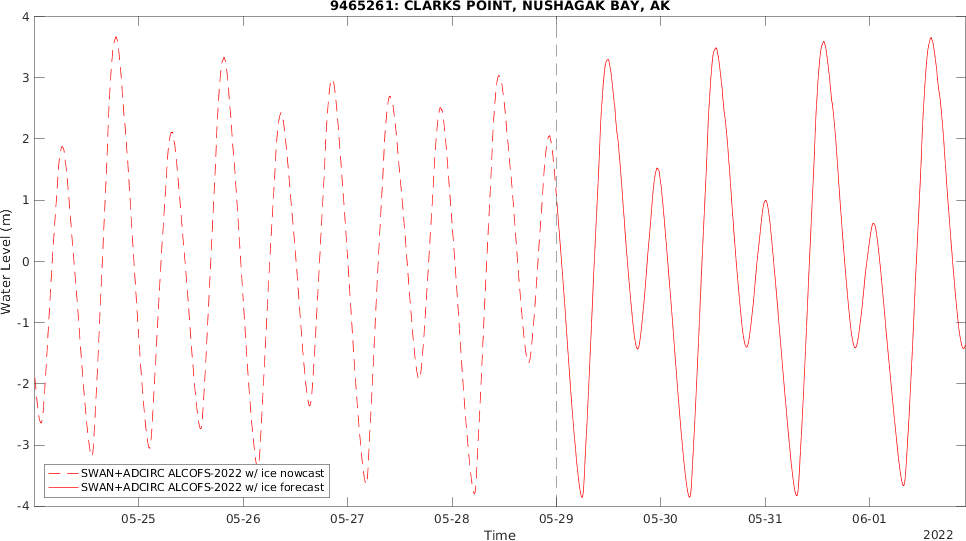 9465261: CLARKS POINT, NUSHAGAK BAY, AK
4
3
2
1
0
-1
-2
-3
-4
Water Level (m)
SWAN+ADCIRC ALCOFS-2022 w/ ice nowcast
SWAN+ADCIRC ALCOFS-2022 w/ ice forecast
05-25 05-26 05-27 05-28 05-29 05-30 05-31 06-01
Time
2022